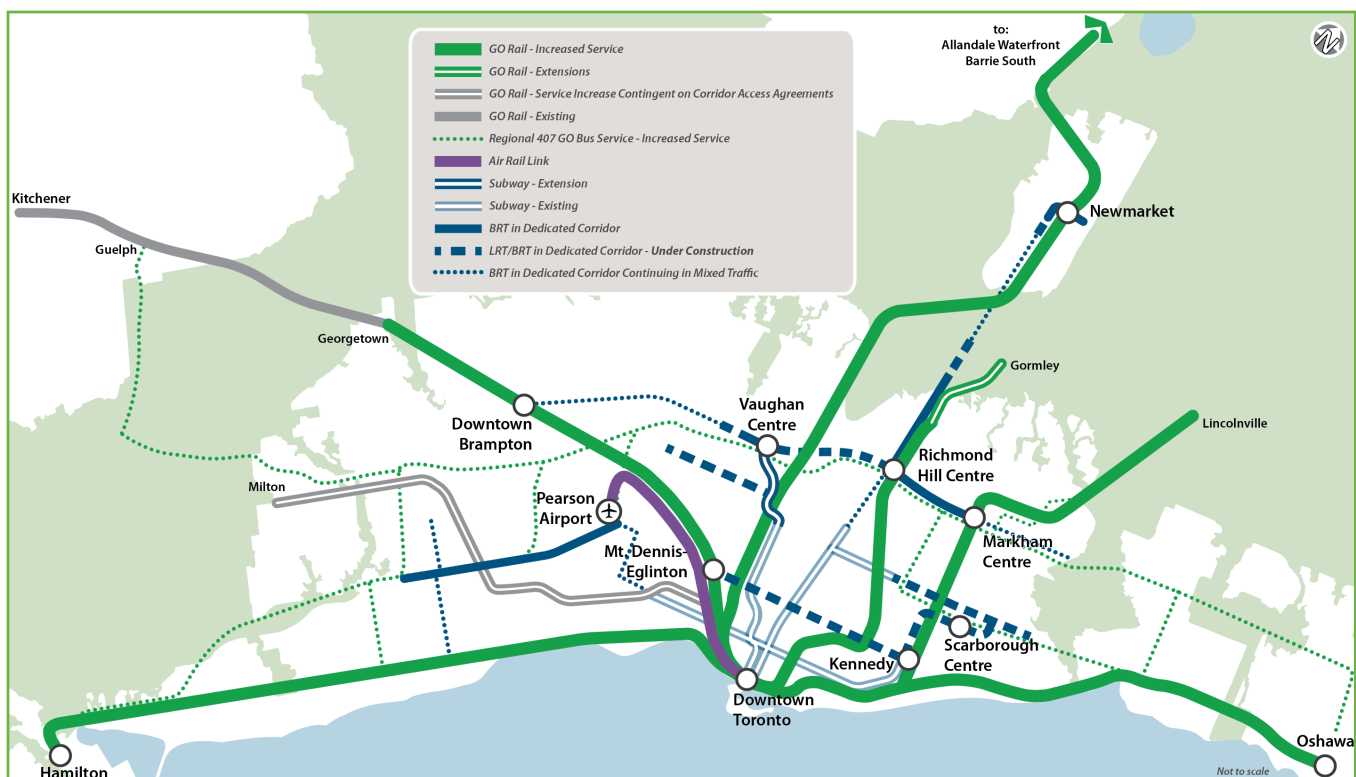 to:
Allandale Waterfront
Barrie South
N
GO Rail - Increased Service
GO Rail - Extensions
GO Rail - Service Increase Contingent on Corridor Access Agreements
GO Rail - Existing
Regional 407 GO Bus Service - Increased Service
Air Rail Link
Subway - Extension
Subway - Existing
BRT in Dedicated Corridor
LRT/BRT in Dedicated Corridor - Under Construction
BRT in Dedicated Corridor Continuing in Mixed Traffic
Kitchener
Guelph
Georgetown
Newmarket
Gormley
Lincolnville
Downtown
Brampton
Vaughan
Centre
Richmond
Hill Centre
Milton
Pearson
Airport
Mt. Dennis-
Eglinton
Markham
Centre
Scarborough
Centre
Kennedy
Downtown
Toronto
Oshawa
Hamilton
Not to scale